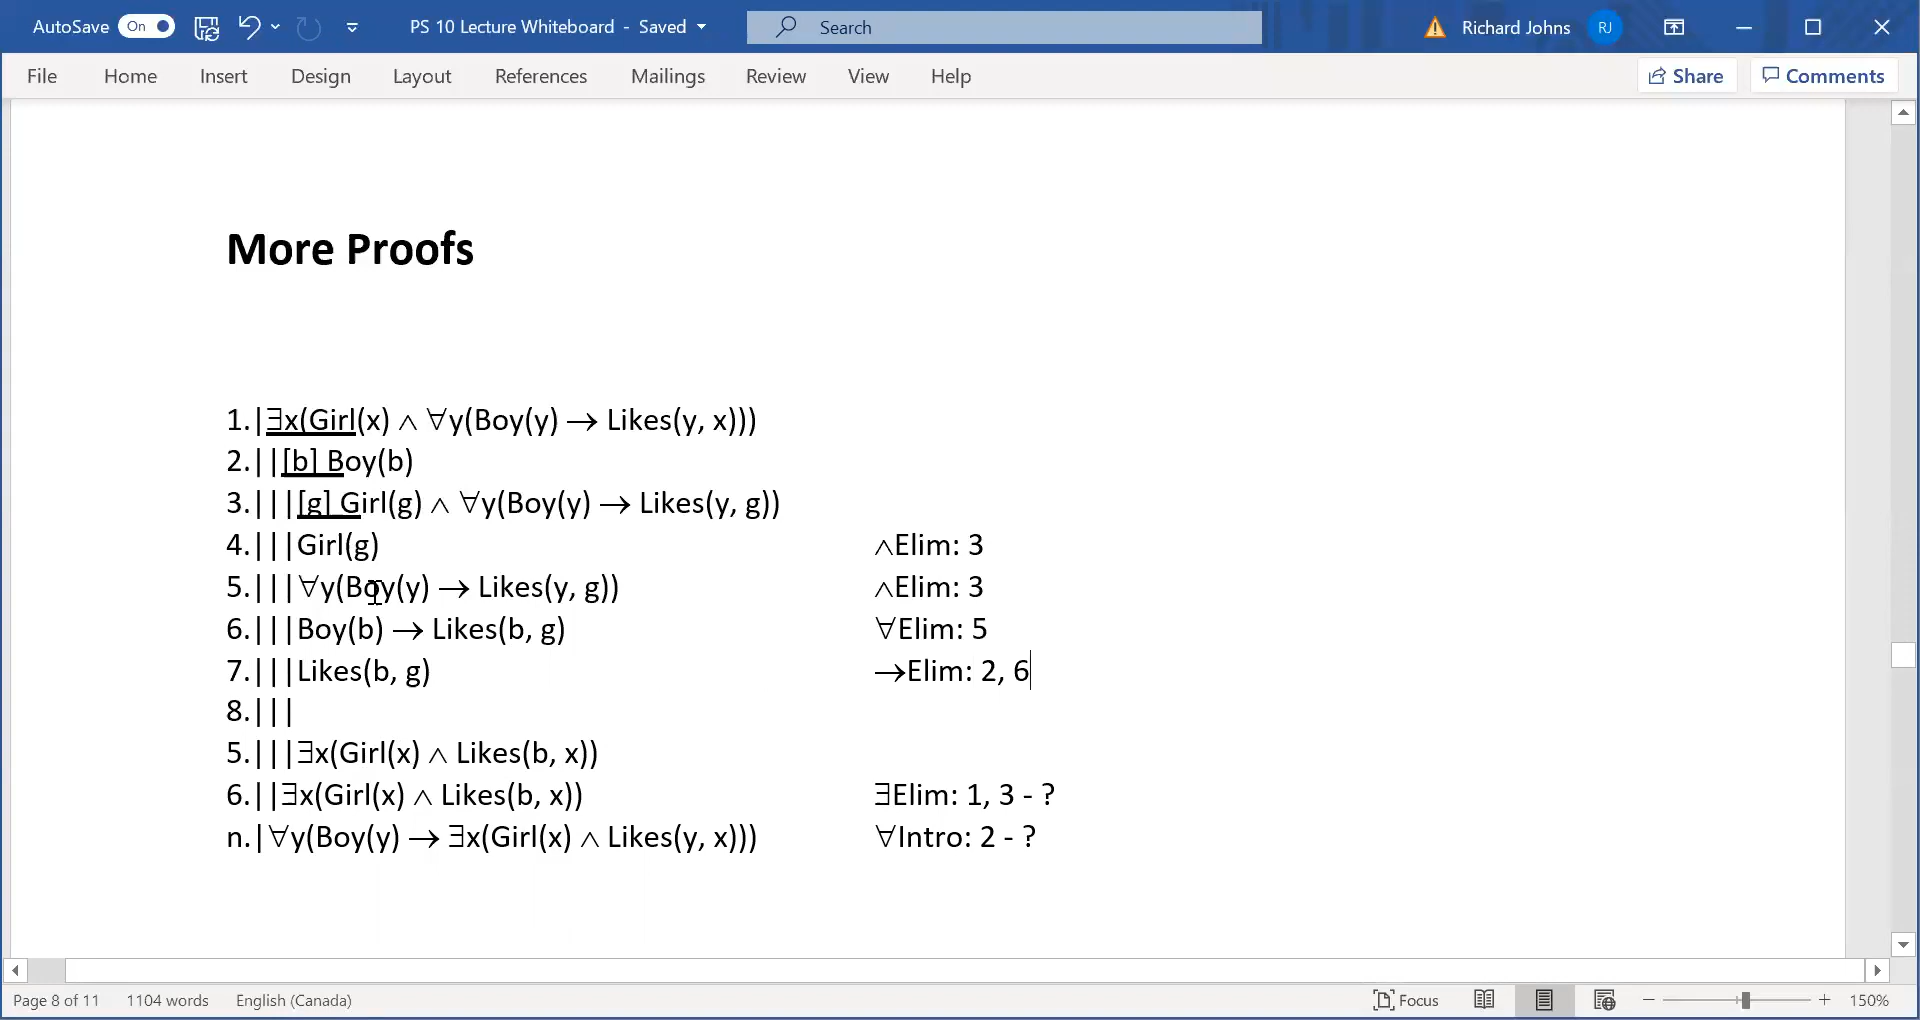 AutoSave On PS 10 Lecture Whiteboard - Saved Search Richard Johns RJ
File Home Insert Design Layout References Mailings Review View Help Share Comments
More Proofs
1.|∃x(Girl(x) ∧ ∀y(Boy(y) → Likes(y, x)))
2.||[b] Boy(b)
3.|||[g] Girl(g) ∧ ∀y(Boy(y) → Likes(y, g))
4.|||Girl(g) ∧Elim: 3
5.|||∀y(Boy(y) → Likes(y, g)) ∧Elim: 3
6.|||Boy(b) → Likes(b, g) ∀Elim: 5
7.|||Likes(b, g) →Elim: 2, 6
8.|||
5.|||∃x(Girl(x) ∧ Likes(b, x))
6.||∃x(Girl(x) ∧ Likes(b, x)) ∃Elim: 1, 3 - ?
n.|∀y(Boy(y) → ∃x(Girl(x) ∧ Likes(y, x))) ∀Intro: 2 - ?
Page 8 of 11 1104 words English (Canada) Focus 150%